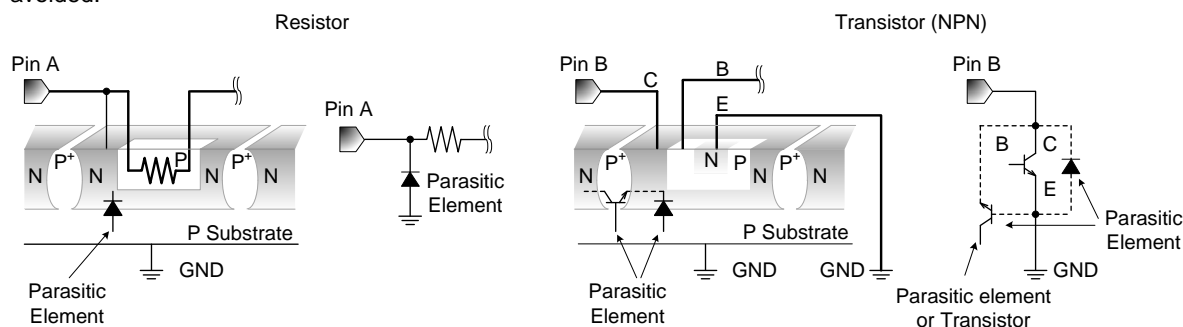 Resistor
Pin A
N
P+
N
P
P+
N
N
P Substrate
GND
Parasitic
Element
Pin A
Parasitic
Element
Transistor (NPN)
Pin B
C
B
E
N
P+
N
N
P
P+
N
N
P Substrate
GND
GND
Parasitic
Element
Pin B
B
C
E
Parasitic
Element
GND
Parasitic element
or Transistor